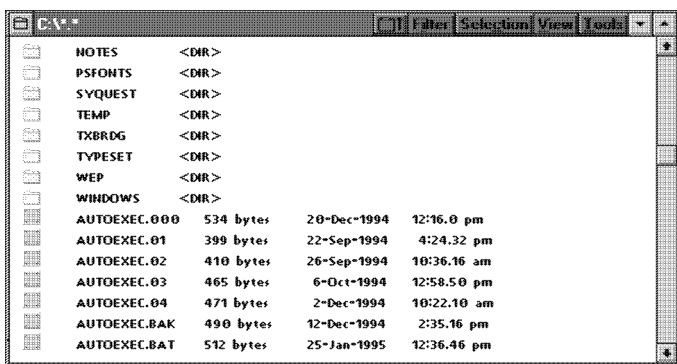 C:\*.* Filter Selection View Tools
NOTES <DIR>
PSFONTS <DIR>
SYQUEST <DIR>
TEMP <DIR>
TXBRDG <DIR>
TYPESET <DIR>
WEP <DIR>
WINDOWS <DIR>
AUTOEXEC.000 534 bytes 20-Dec-1994 12:16.0 pm
AUTOEXEC.01 399 bytes 22-Sep-1994 4:24.32 pm
AUTOEXEC.02 410 bytes 26-Sep-1994 10:36.16 am
AUTOEXEC.03 465 bytes 6-Oct-1994 12:58.50 pm
AUTOEXEC.04 471 bytes 2-Dec-1994 10:22.10 am
AUTOEXEC.BAK 490 bytes 12-Dec-1994 2:35.16 pm
AUTOEXEC.BAT 512 bytes 25-Jan-1995 12:36.46 pm